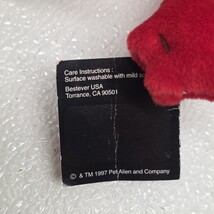 Care Instructions :
Surface washable with mild
Bestever USA
Torrance, CA 90501
© & TM 1997 Pet Alien and Company